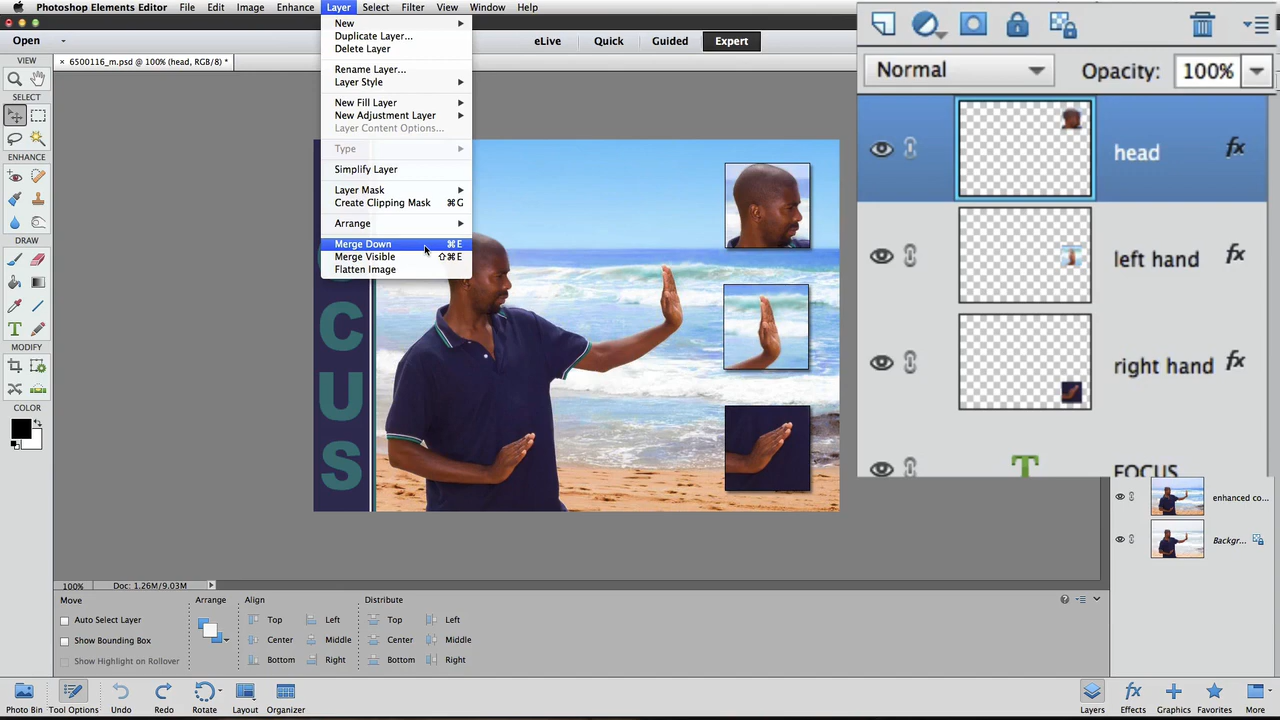 Photoshop Elements Editor File Edit Image Enhance Layer Select Filter View Window Help
Open
eLive Quick Guided Expert
6500116_m.psd @ 100% (head, RGB/8) *
New
Duplicate Layer...
Delete Layer
Rename Layer...
Layer Style
New Fill Layer
New Adjustment Layer
Layer Content Options...
Type
Simplify Layer
Layer Mask
Create Clipping Mask ⌘G
Arrange
Merge Down ⌘E
Merge Visible ⇧⌘E
Flatten Image
VIEW
SELECT
ENHANCE
DRAW
MODIFY
COLOR
C
U
S
Normal Opacity: 100%
head fx
left hand fx
right hand fx
T FOCUS
enhanced co...
Backgr...
100% Doc: 1.26M/9.03M
Move Arrange Align Distribute
Auto Select Layer
Show Bounding Box
Show Highlight on Rollover
Top Left Top Left
Center Middle Center Middle
Bottom Right Bottom Right
Photo Bin Tool Options Undo Redo Rotate Layout Organizer
Layers Effects Graphics Favorites More